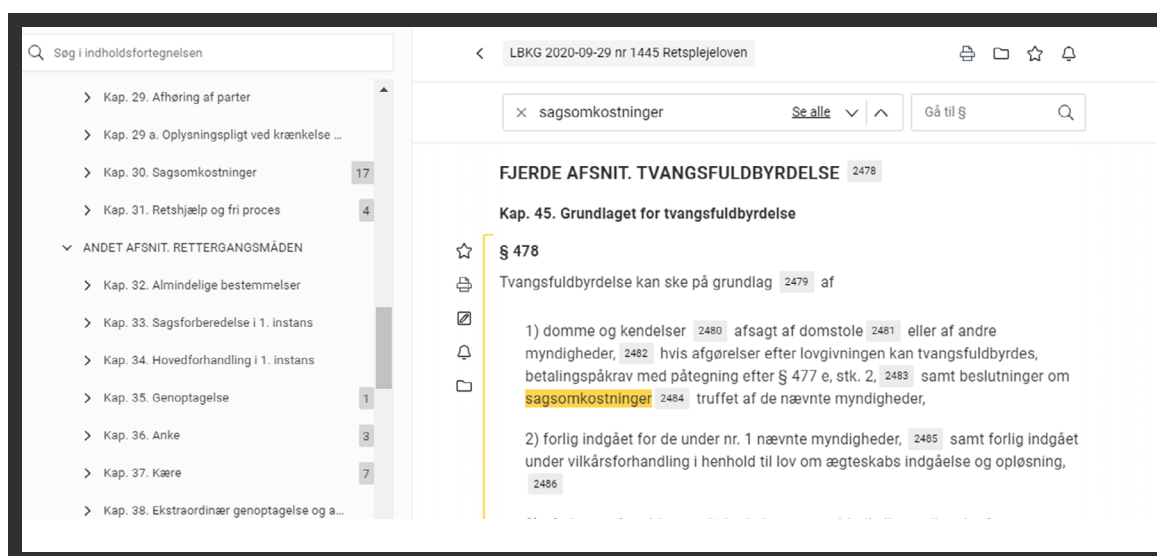 Søg i indholdsfortegnelsen
Kap. 29. Afhøring af parter
Kap. 29 a. Oplysningspligt ved krænkelse ...
Kap. 30. Sagsomkostninger 17
Kap. 31. Retshjælp og fri proces 4
ANDET AFSNIT. RETTERGANGSMÅDEN
Kap. 32. Almindelige bestemmelser
Kap. 33. Sagsforberedelse i 1. instans
Kap. 34. Hovedforhandling i 1. instans
Kap. 35. Genoptagelse 1
Kap. 36. Anke 3
Kap. 37. Kære 7
Kap. 38. Ekstraordinær genoptagelse og a...
LBKG 2020-09-29 nr 1445 Retsplejeloven
sagsomkostninger Se alle Gå til §
FJERDE AFSNIT. TVANGSFULDBYRDELSE 2478
Kap. 45. Grundlaget for tvangsfuldbyrdelse
§ 478
Tvangsfuldbyrdelse kan ske på grundlag 2479 af
1) domme og kendelser 2480 afsagt af domstole 2481 eller af andre
myndigheder, 2482 hvis afgørelser efter lovgivningen kan tvangsfuldbyrdes,
betalingspåkrav med påtegning efter § 477 e, stk. 2, 2483 samt beslutninger om
sagsomkostninger 2484 truffet af de nævnte myndigheder,
2) forlig indgået for de under nr. 1 nævnte myndigheder, 2485 samt forlig indgået
under vilkårsforhandling i henhold til lov om ægteskabs indgåelse og opløsning,
2486